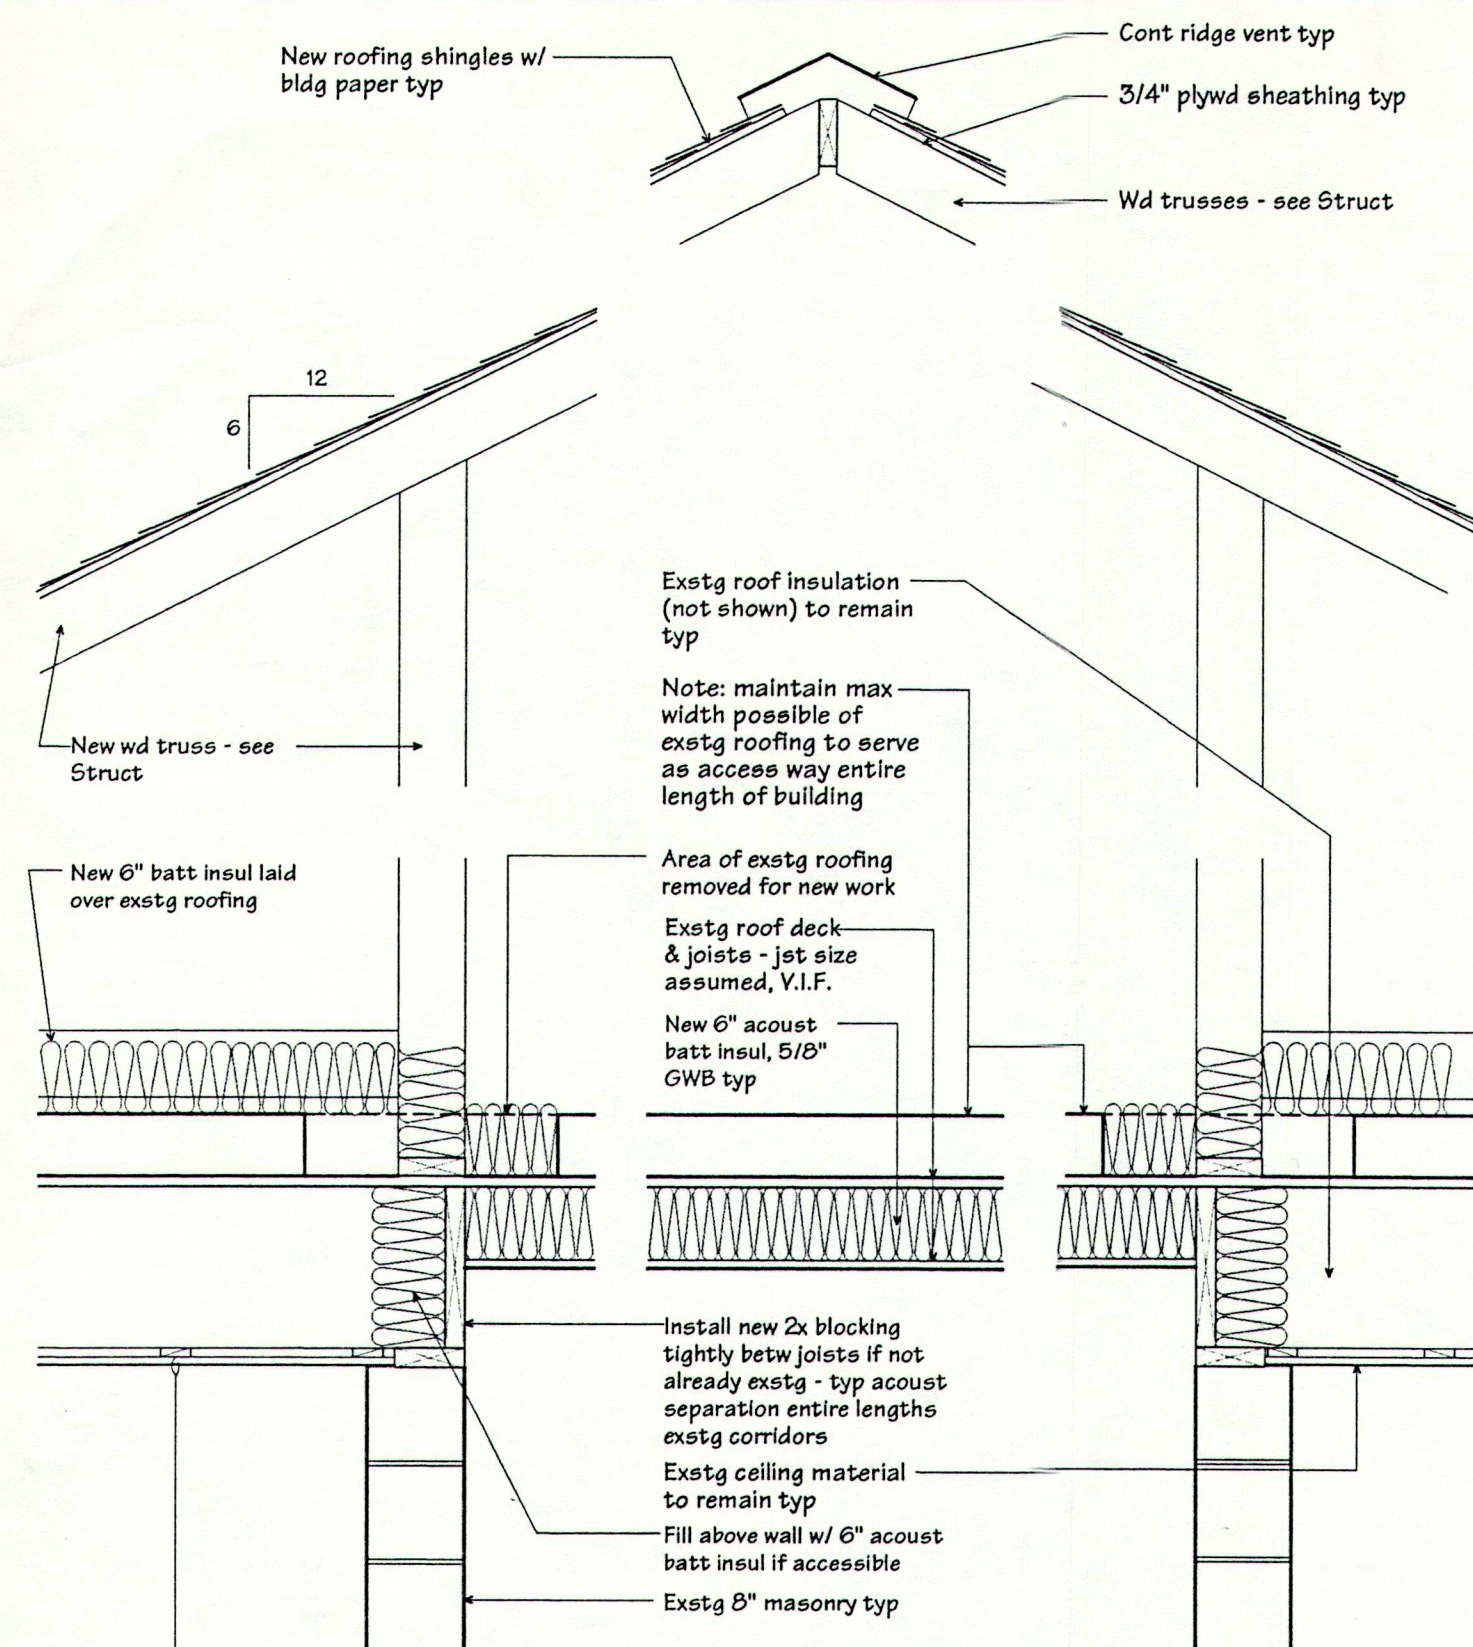 New roofing shingles w/
bldg paper typ
Cont ridge vent typ
3/4" plywd sheathing typ
Wd trusses - see Struct
12
6
Exstg roof insulation
(not shown) to remain
typ
Note: maintain max
width possible of
exstg roofing to serve
as access way entire
length of building
New wd truss - see
Struct
New 6" batt insul laid
over exstg roofing
Area of exstg roofing
removed for new work
Exstg roof deck
& joists - jst size
assumed, V.I.F.
New 6" acoust
batt insul, 5/8"
GWB typ
Install new 2x blocking
tightly betw joists if not
already exstg - typ acoust
separation entire lengths
exstg corridors
Exstg ceiling material
to remain typ
Fill above wall w/ 6" acoust
batt insul if accessible
Exstg 8" masonry typ